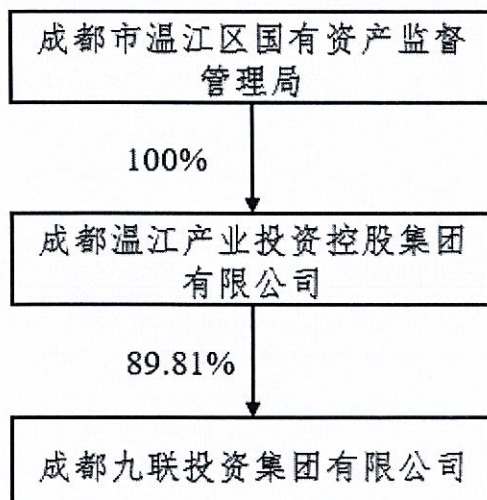 成都市温江区国有资产监督
管理局
100%
成都温江产业投资控股集团
有限公司
89.81%
成都九联投资集团有限公司